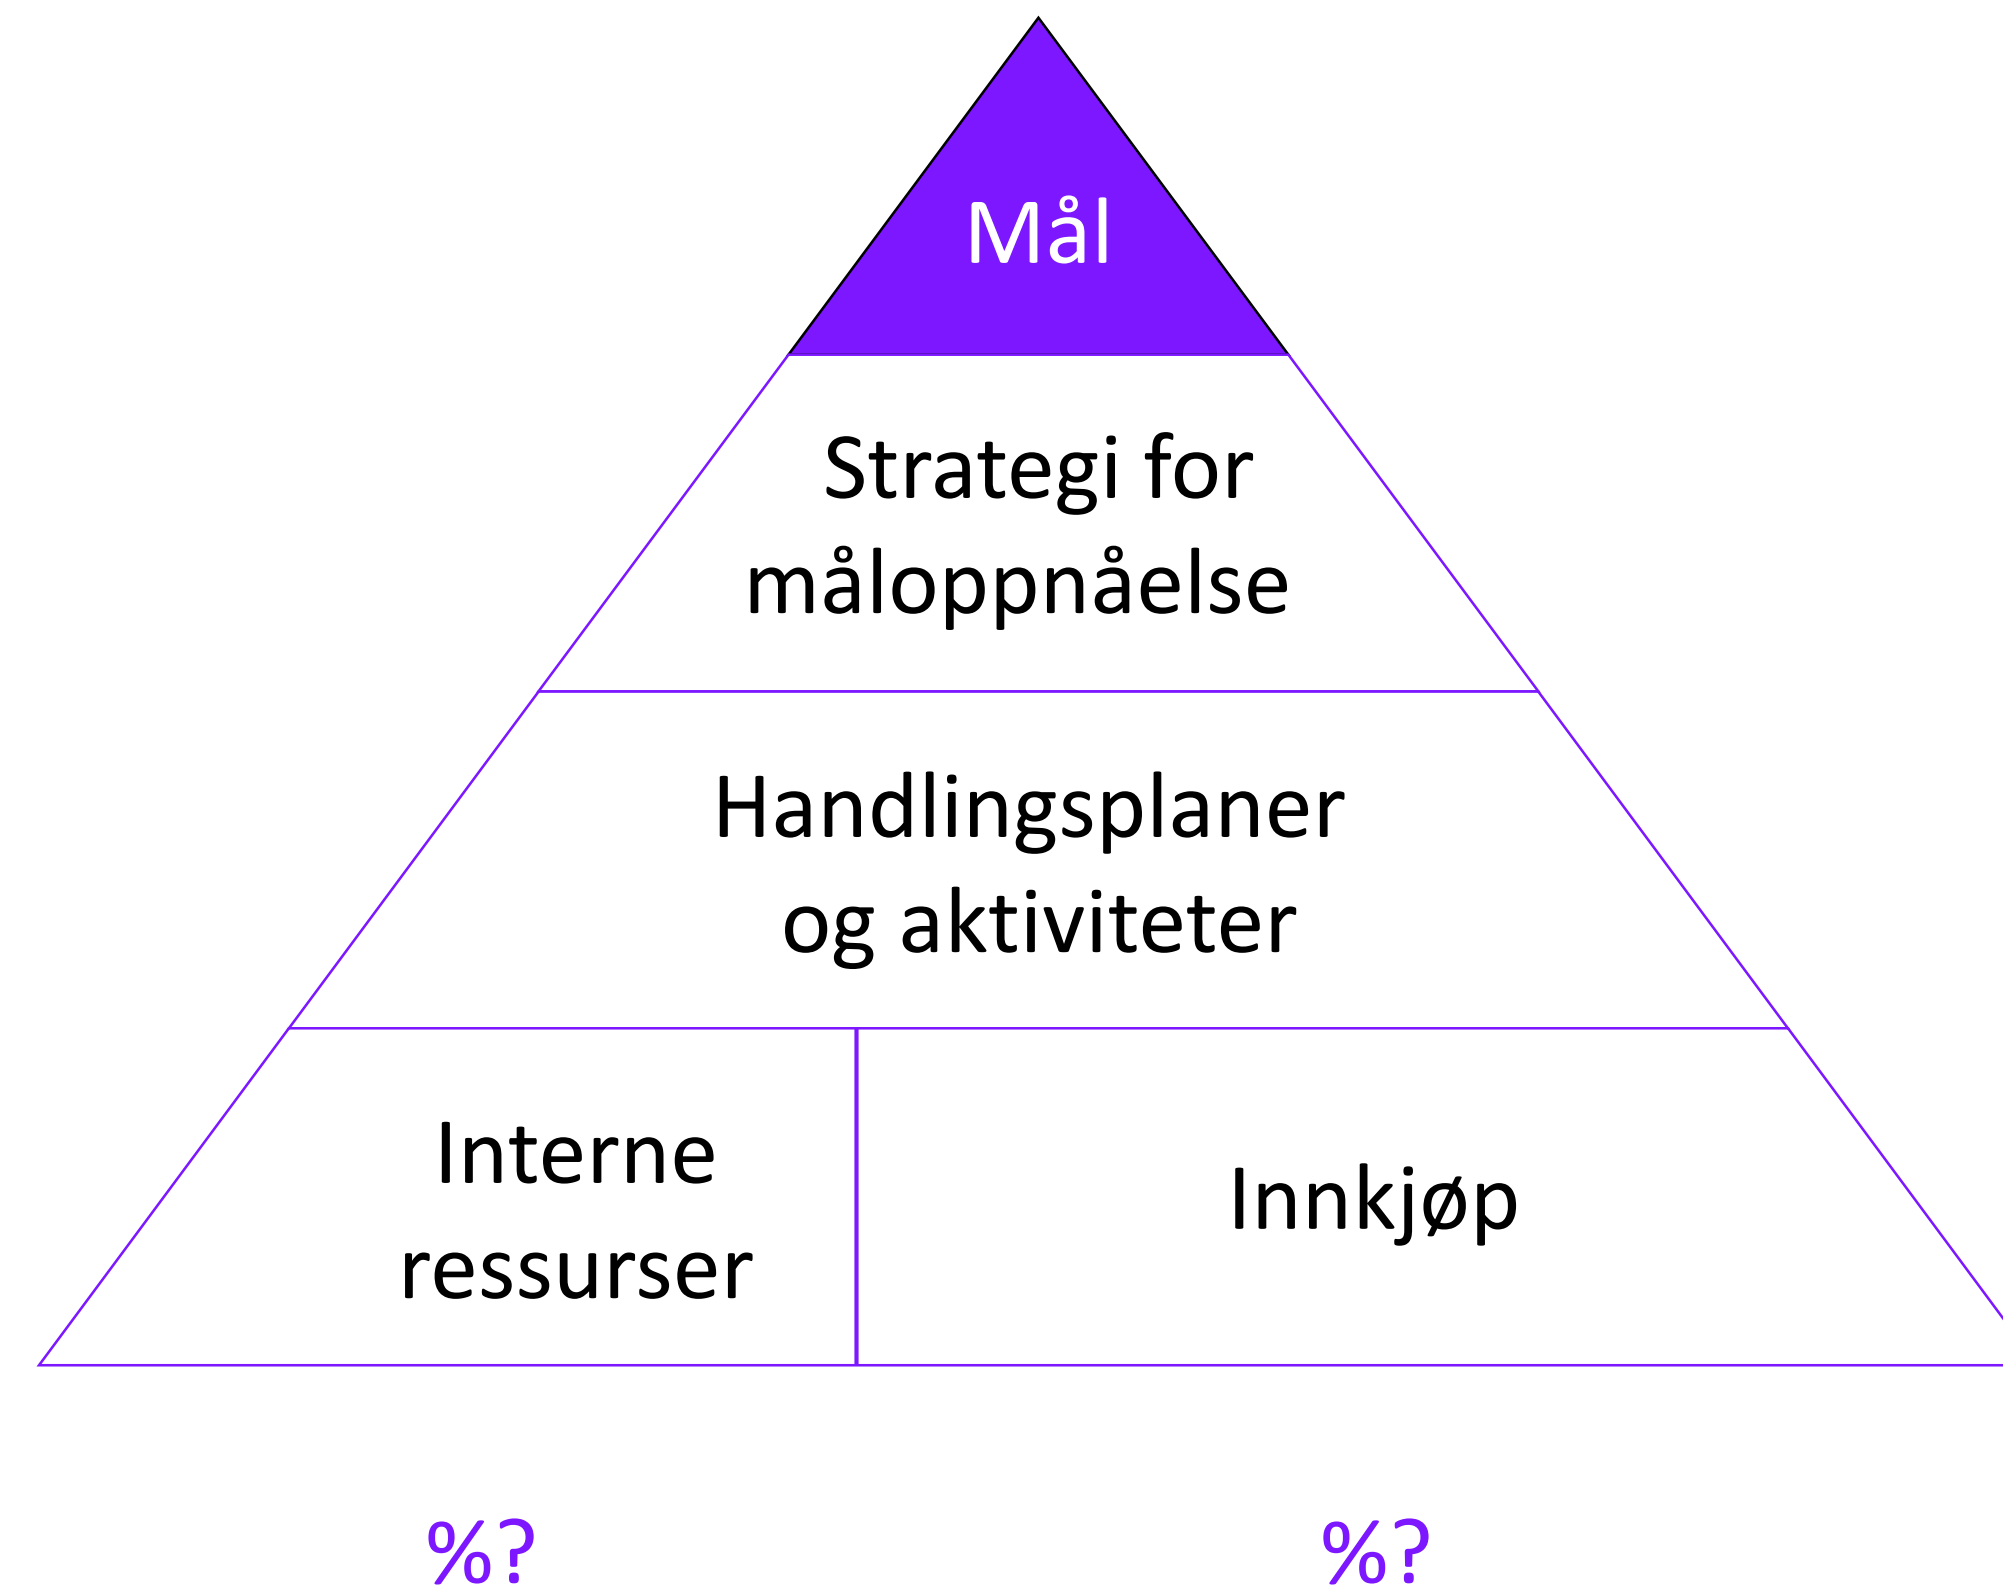 Mål
Strategi for
måloppnåelse
Handlingsplaner
og aktiviteter
Interne
ressurser
Innkjøp
%?
%?